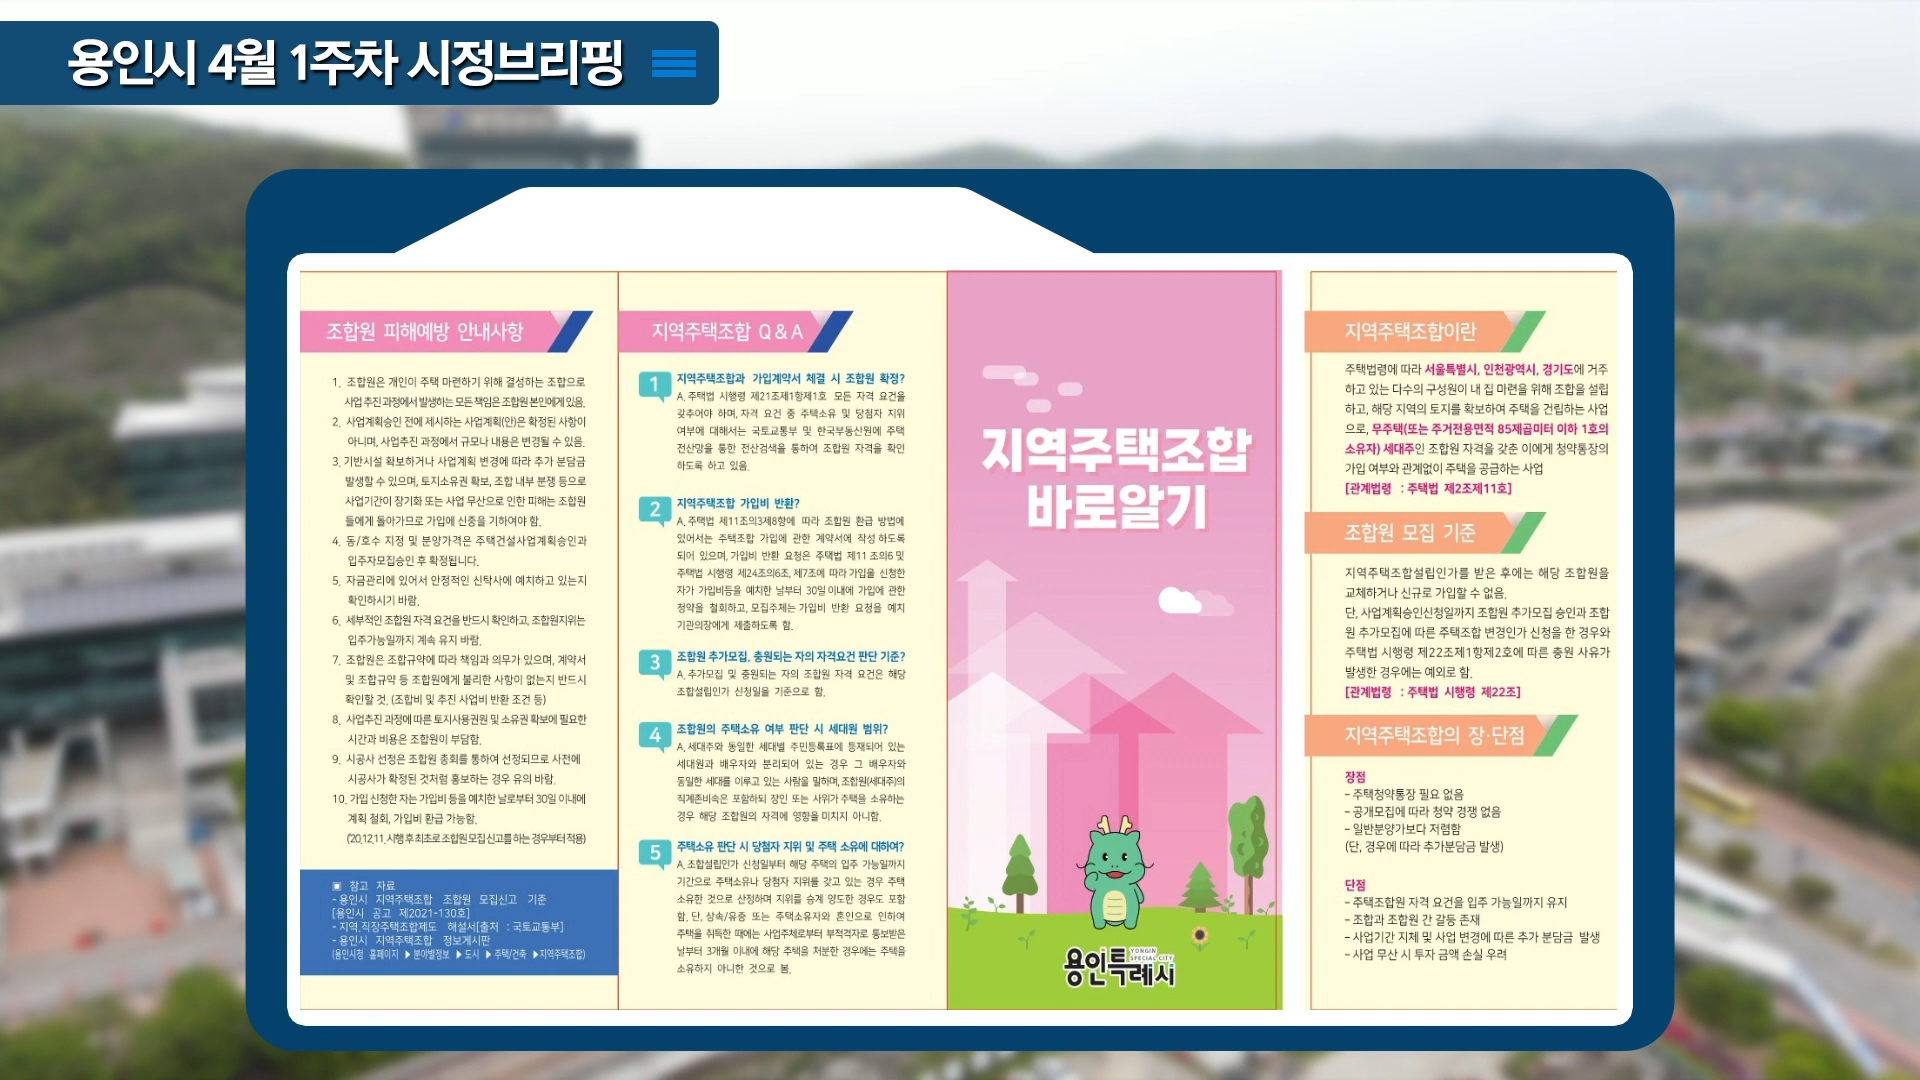 용인시 4월 1주차 시정브리핑
조합원 피해예방 안내사항
1. 조합원은 개인이 주택 마련하기 위해 결성하는 조합으로
사업 추진 과정에서 발생하는 모든 책임은 조합원 본인에게 있음.
2. 사업계획승인 전에 제시하는 사업계획(안)은 확정된 사항이
아니며, 사업추진 과정에서 규모나 내용은 변경될 수 있음.
3. 기반시설 확보하거나 사업계획 변경에 따라 추가 분담금
발생할 수 있으며, 토지소유권 확보, 조합 내부 분쟁 등으로
사업기간이 장기화 또는 사업 무산으로 인한 피해는 조합원
들에게 돌아가므로 가입에 신중을 기하여야 함.
4. 동/호수 지정 및 분양가격은 주택건설사업계획승인과
입주자모집승인 후 확정됩니다.
5. 자금관리에 있어서 안정적인 신탁사에 예치하고 있는지
확인하시기 바람.
6. 세부적인 조합원 자격 요건을 반드시 확인하고, 조합원지위는
입주가능일까지 계속 유지 바람.
7. 조합원은 조합규약에 따라 책임과 의무가 있으며, 계약서
및 조합규약 등 조합원에게 불리한 사항이 없는지 반드시
확인할 것. (조합비 및 추진 사업비 반환 조건 등)
8. 사업추진 과정에 따른 토지사용권원 및 소유권 확보에 필요한
시간과 비용은 조합원이 부담함.
9. 시공사 선정은 조합원 총회를 통하여 선정되므로 사전에
시공사가 확정된 것처럼 홍보하는 경우 유의 바람.
10. 가입 신청한 자는 가입비 등을 예치한 날로부터 30일 이내에
계획 철회, 가입비 환급 가능함.
('20.12.11. 시행 후 최초로 조합원 모집 신고를 하는 경우부터 적용)
▣ 참고 자료
- 용인시 지역주택조합 조합원 모집신고 기준
[용인시 공고 제2021-130호]
- 지역.직장주택조합제도 해설서[출처 : 국토교통부]
- 용인시 지역주택조합 정보게시판
(용인시청 홈페이지 ▶ 분야별정보 ▶ 도시 ▶ 주택/건축 ▶지역주택조합)
지역주택조합 Q & A
1 지역주택조합과 가입계약서 체결 시 조합원 확정?
A. 주택법 시행령 제21조제1항제1호 모든 자격 요건을
갖추어야 하며, 자격 요건 중 주택소유 및 당첨자 지위
여부에 대해서는 국토교통부 및 한국부동산원에 주택
전산망을 통한 전산검색을 통하여 조합원 자격을 확인
하도록 하고 있음.
2 지역주택조합 가입비 반환?
A. 주택법 제11조의3제8항에 따라 조합원 환급 방법에
있어서는 주택조합 가입에 관한 계약서에 작성 하도록
되어 있으며, 가입비 반환 요청은 주택법 제11 조의6 및
주택법 시행령 제24조의6조, 제7조에 따라 가입을 신청한
자가 가입비등을 예치한 날부터 30일 이내에 가입에 관한
청약을 철회하고, 모집주체는 가입비 반환 요청을 예치
기관의장에게 제출하도록 함.
3 조합원 추가모집, 충원되는 자의 자격요건 판단 기준?
A. 추가모집 및 충원되는 자의 조합원 자격 요건은 해당
조합설립인가 신청일을 기준으로 함.
4 조합원의 주택소유 여부 판단 시 세대원 범위?
A. 세대주와 동일한 세대별 주민등록표에 등재되어 있는
세대원과 배우자와 분리되어 있는 경우 그 배우자와
동일한 세대를 이루고 있는 사람을 말하며, 조합원(세대주)의
직계존비속은 포함하되 장인 또는 사위가 주택을 소유하는
경우 해당 조합원의 자격에 영향을 미치지 아니함.
5 주택소유 판단 시 당첨자 지위 및 주택 소유에 대하여?
A. 조합설립인가 신청일부터 해당 주택의 입주 가능일까지
기간으로 주택소유나 당첨자 지위를 갖고 있는 경우 주택
소유한 것으로 산정하며 지위를 승계 양도한 경우도 포함
함. 단, 상속/유증 또는 주택소유자와 혼인으로 인하여
주택을 취득한 때에는 사업주체로부터 부적격자로 통보받은
날부터 3개월 이내에 해당 주택을 처분한 경우에는 주택을
소유하지 아니한 것으로 봄.
지역주택조합
바로알기
용인특례시
YONGIN
SPECIAL CITY
지역주택조합이란
주택법령에 따라 서울특별시, 인천광역시, 경기도에 거주
하고 있는 다수의 구성원이 내 집 마련을 위해 조합을 설립
하고, 해당 지역의 토지를 확보하여 주택을 건립하는 사업
으로, 무주택(또는 주거전용면적 85제곱미터 이하 1호의
소유자) 세대주인 조합원 자격을 갖춘 이에게 청약통장의
가입 여부와 관계없이 주택을 공급하는 사업
[관계법령 : 주택법 제2조제11호]
조합원 모집 기준
지역주택조합설립인가를 받은 후에는 해당 조합원을
교체하거나 신규로 가입할 수 없음.
단, 사업계획승인신청일까지 조합원 추가모집 승인과 조합
원 추가모집에 따른 주택조합 변경인가 신청을 한 경우와
주택법 시행령 제22조제1항제2호에 따른 충원 사유가
발생한 경우에는 예외로 함.
[관계법령 : 주택법 시행령 제22조]
지역주택조합의 장·단점
장점
- 주택청약통장 필요 없음
- 공개모집에 따라 청약 경쟁 없음
- 일반분양가보다 저렴함
(단, 경우에 따라 추가분담금 발생)
단점
- 주택조합원 자격 요건을 입주 가능일까지 유지
- 조합과 조합원 간 갈등 존재
- 사업기간 지체 및 사업 변경에 따른 추가 분담금 발생
- 사업 무산 시 투자 금액 손실 우려